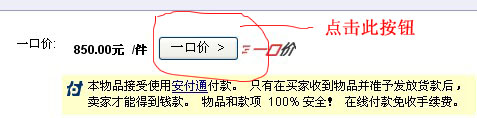 点击此按钮
一口价: 850.00元 /件 一口价 > 一口价
付 本物品接受使用安付通付款。 只有在买家收到物品并准予发放货款后,
卖家才能得到钱款。 物品和款项 100% 安全! 在线付款免收手续费。